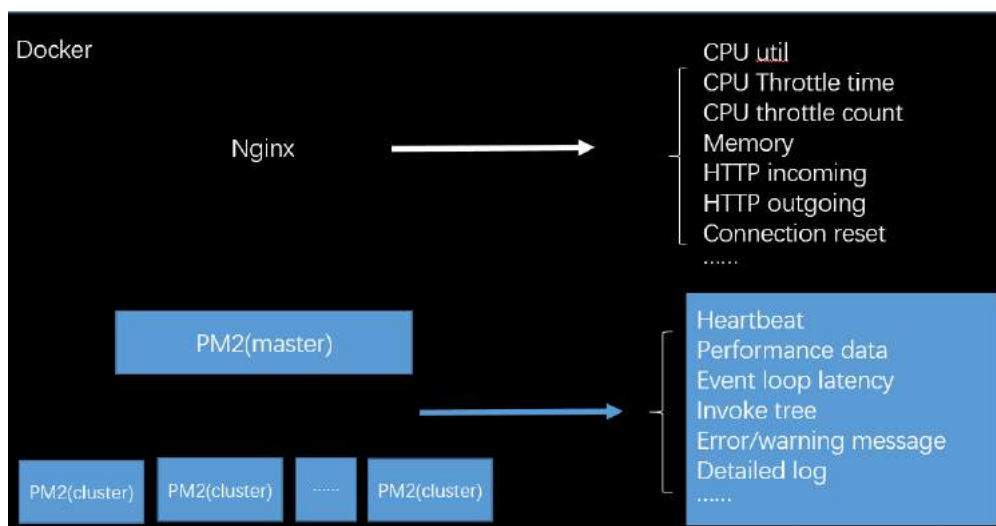 Docker
Nginx
CPU util
CPU Throttle time
CPU throttle count
Memory
HTTP incoming
HTTP outgoing
Connection reset
......
PM2(master)
Heartbeat
Performance data
Event loop latency
Invoke tree
Error/warning message
Detailed log
......
PM2(cluster)
PM2(cluster)
......
PM2(cluster)